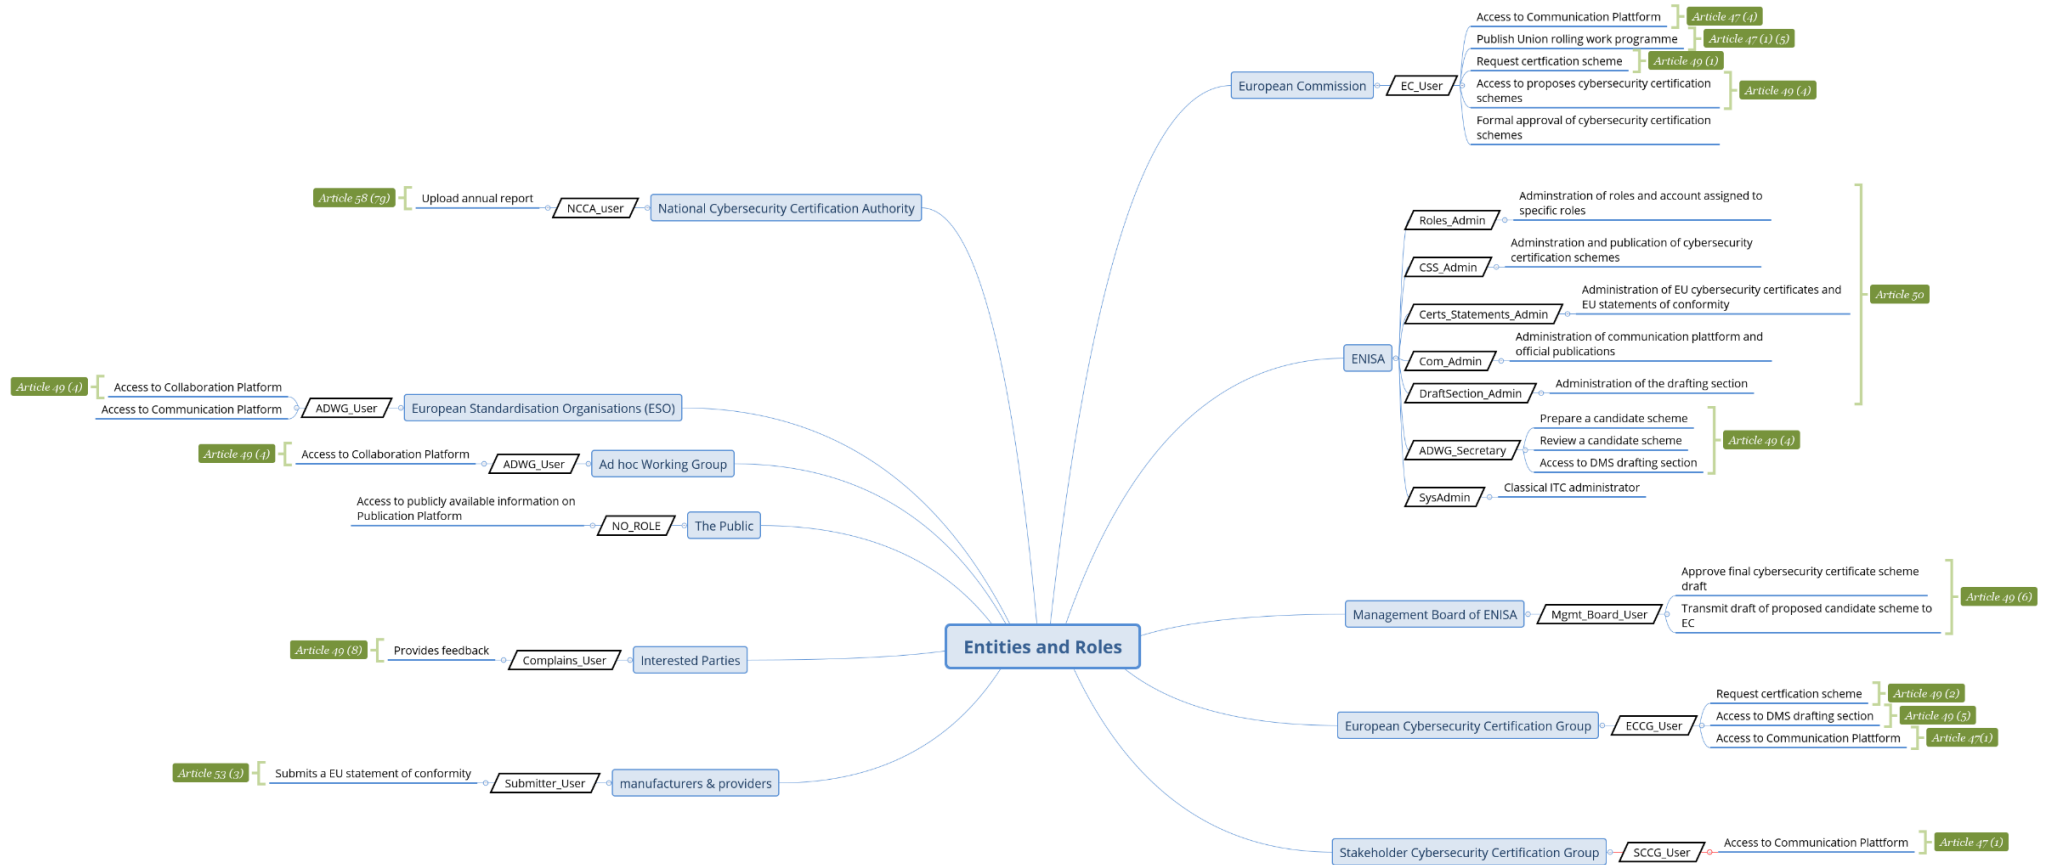 Entities and Roles
European Commission
EC_User
Access to Communication Plattform
Article 47 (4)
Publish Union rolling work programme
Article 47 (1) (5)
Request certfication scheme
Article 49 (1)
Access to proposes cybersecurity certification
schemes
Article 49 (4)
Formal approval of cybersecurity certification
schemes
ENISA
Roles_Admin
Adminstration of roles and account assigned to
specific roles
CSS_Admin
Adminstration and publication of cybersecurity
certification schemes
Certs_Statements_Admin
Administration of EU cybersecurity certificates and
EU statements of conformity
Com_Admin
Administration of communication plattform and
official publications
DraftSection_Admin
Administration of the drafting section
Article 50
ADWG_Secretary
Prepare a candidate scheme
Review a candidate scheme
Access to DMS drafting section
Article 49 (4)
SysAdmin
Classical ITC administrator
Management Board of ENISA
Mgmt_Board_User
Approve final cybersecurity certificate scheme
draft
Transmit draft of proposed candidate scheme to
EC
Article 49 (6)
European Cybersecurity Certification Group
ECCG_User
Request certfication scheme
Article 49 (2)
Access to DMS drafting section
Article 49 (5)
Access to Communication Plattform
Article 47(1)
Stakeholder Cybersecurity Certification Group
SCCG_User
Access to Communication Plattform
Article 47 (1)
National Cybersecurity Certification Authority
NCCA_user
Upload annual report
Article 58 (7g)
European Standardisation Organisations (ESO)
ADWG_User
Access to Collaboration Platform
Article 49 (4)
Access to Communication Platform
Ad hoc Working Group
ADWG_User
Access to Collaboration Platform
Article 49 (4)
The Public
NO_ROLE
Access to publicly available information on
Publication Platform
Interested Parties
Complains_User
Provides feedback
Article 49 (8)
manufacturers & providers
Submitter_User
Submits a EU statement of conformity
Article 53 (3)